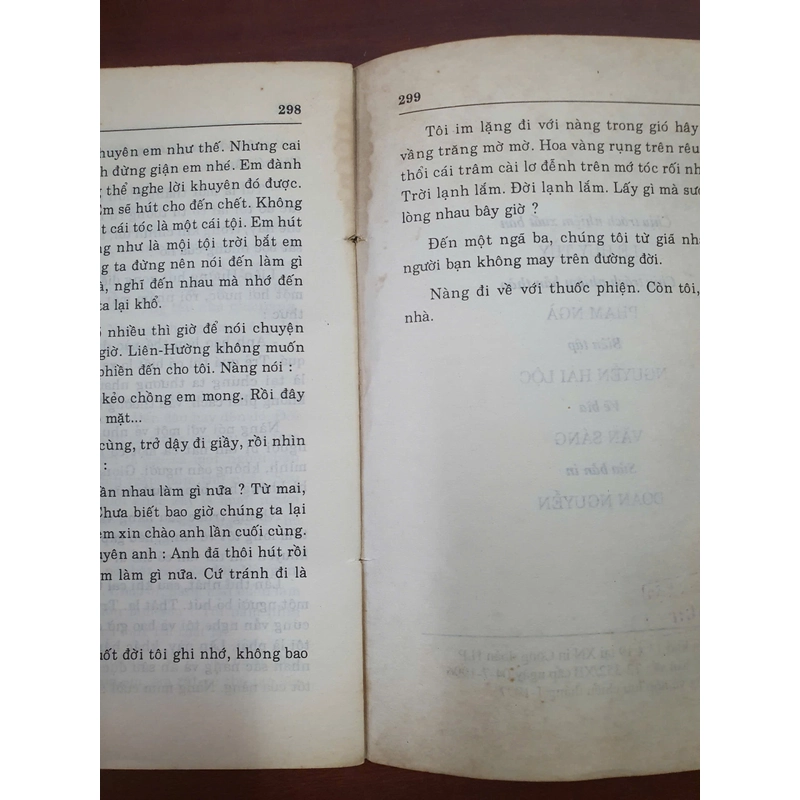 298
huyên em như thế. Nhưng cai
h đừng giận em nhé. Em đành
g thể nghe lời khuyên đó được.
Em sẽ hút cho đến chết. Không
t cái tóc là một cái tội. Em hút
ng như là mội tội trời bắt em
g ta đừng nên nói đến làm gì
à, nghĩ đến nhau mà nhớ đến
ta lại khổ.
nhiều thì giờ để nói chuyện
giờ. Liên-Hường không muốn
phiền đến cho tôi. Nàng nói :
kẻo chồng em mong. Rồi đây
mặt...
cùng, trở dậy đi giầy, rồi nhìn
:
ần nhau làm gì nữa ? Từ mai,
Chưa biết bao giờ chúng ta lại
em xin chào anh lần cuối cùng.
uyên anh : Anh đã thôi hút rồi
m làm gì nữa. Cứ tránh đi là
uốt đời tôi ghi nhớ, không bao
299
Tôi im lặng đi với nàng trong gió hây
vầng trăng mờ mờ. Hoa vàng rụng trên rêu
thổi cái trâm cài lơ đễnh trên mớ tóc rối nh
Trời lạnh lắm. Đời lạnh lắm. Lấy gì mà sư
lòng nhau bây giờ ?
Đến một ngã ba, chúng tôi từ giã nh
người bạn không may trên đường đời.
Nàng đi về với thuốc phiện. Còn tôi,
nhà.